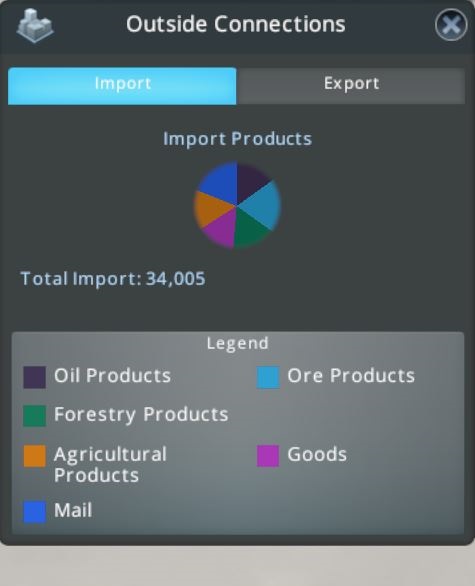 Outside Connections
Import
Export
Import Products
Total Import: 34,005
Legend
Oil Products
Ore Products
Forestry Products
Agricultural
Products
Goods
Mail